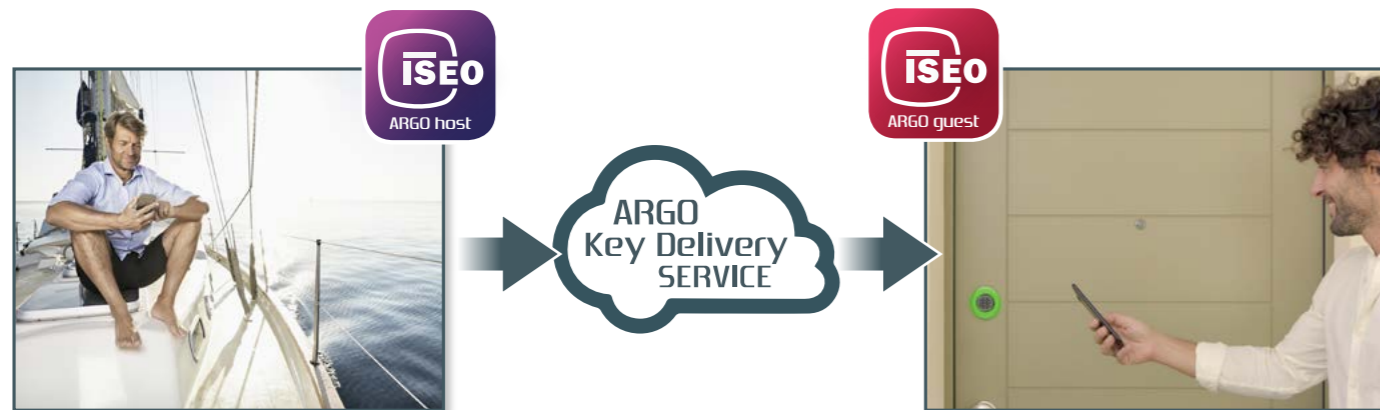 ISEO
ARGO host
ISEO
ARGO guest
ARGO
Key Delivery
SERVICE